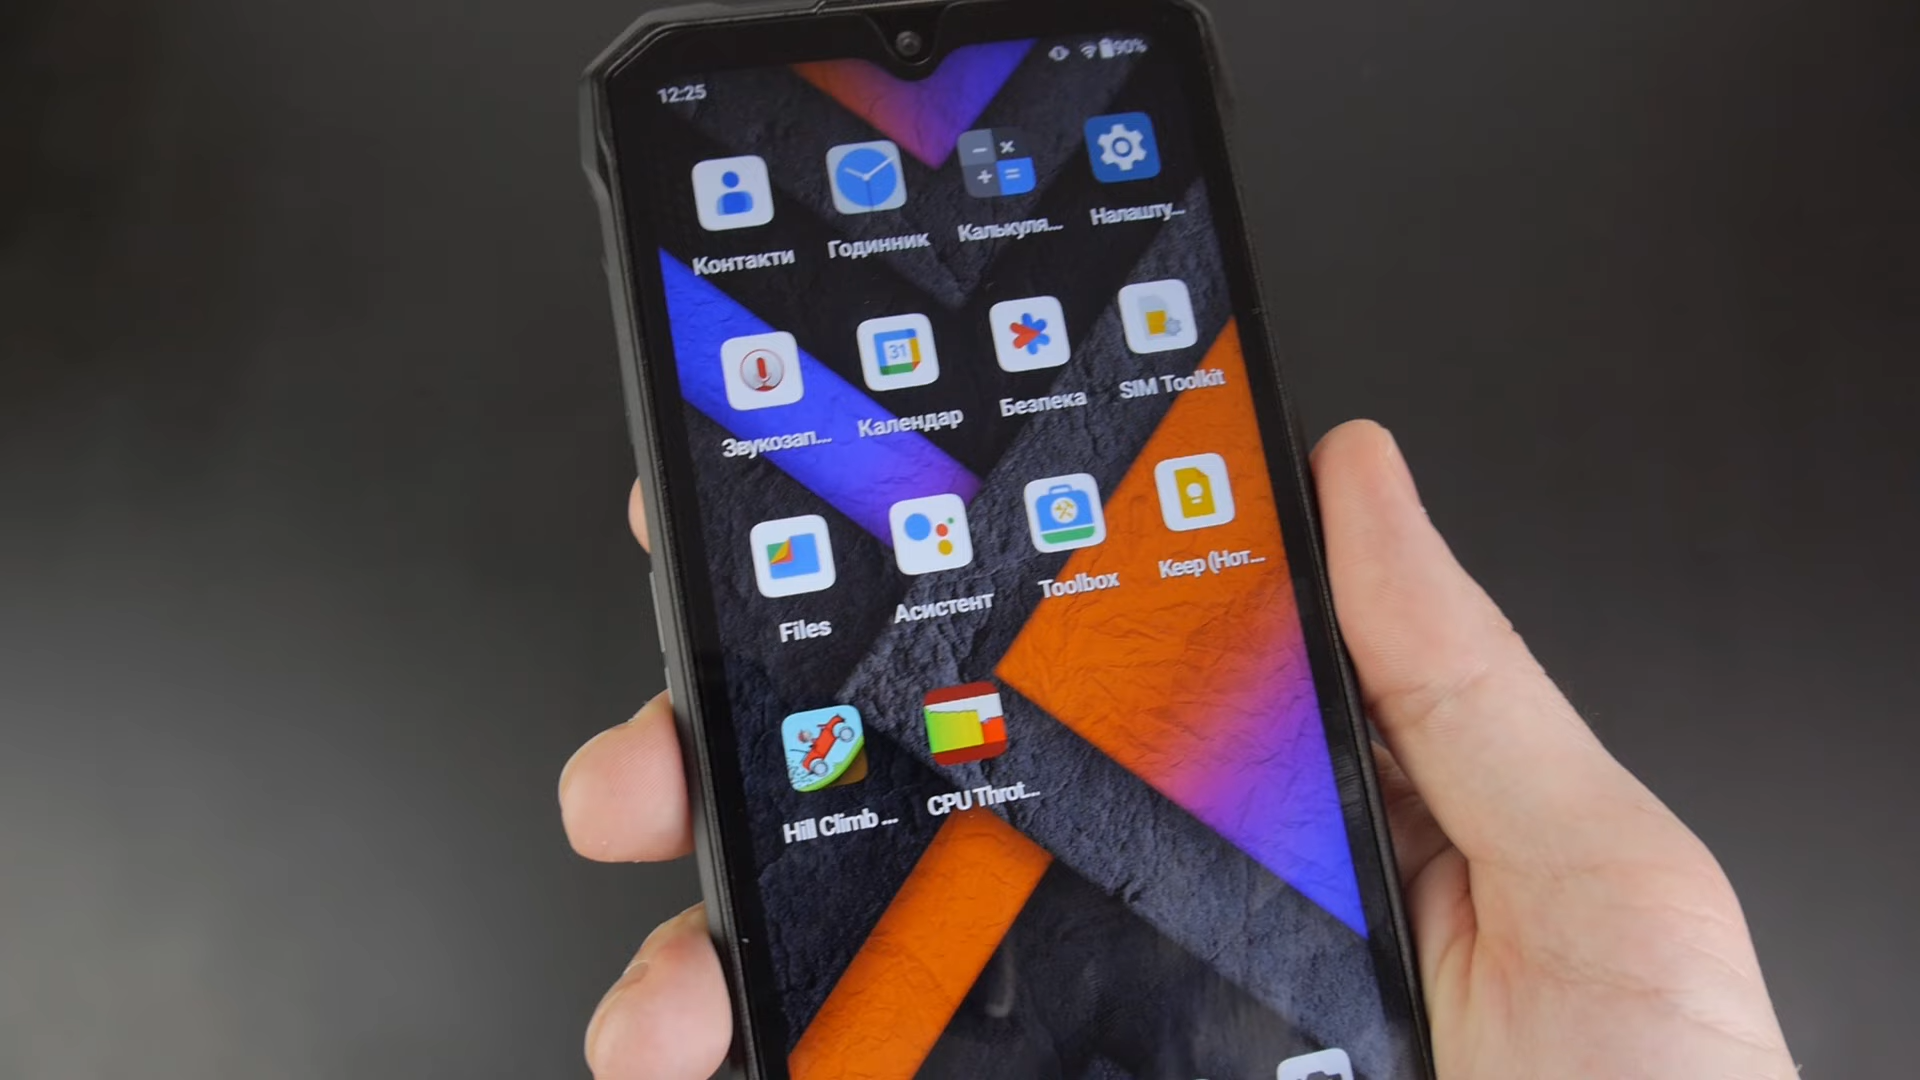 12:25
90%
Контакти
Годинник
Калькуля...
Налашту...
Звукозап...
31
Календар
Безпека
SIM Toolkit
Files
Асистент
Toolbox
Keep (Нот...
Hill Climb ...
CPU Throt...